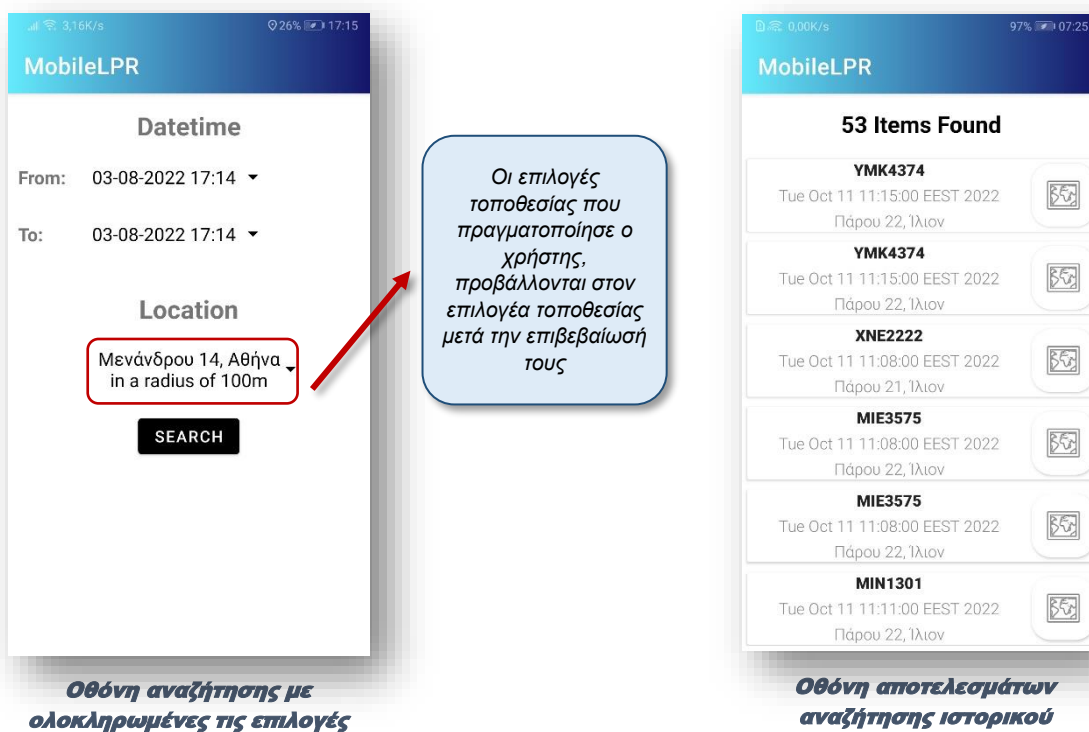 3,16K/s 26% 17:15
MobileLPR
Datetime
From: 03-08-2022 17:14
To: 03-08-2022 17:14
Location
Μενάνδρου 14, Αθήνα
in a radius of 100m
SEARCH
Οθόνη αναζήτησης με
ολοκληρωμένες τις επιλογές
Οι επιλογές
τοποθεσίας που
πραγματοποίησε ο
χρήστης,
προβάλλονται στον
επιλογέα τοποθεσίας
μετά την επιβεβαίωσή
τους
0,00K/s 97% 07:25
MobileLPR
53 Items Found
YMK4374
Tue Oct 11 11:15:00 EEST 2022
Πάρου 22, Ίλιον
YMK4374
Tue Oct 11 11:15:00 EEST 2022
Πάρου 22, Ίλιον
XNE2222
Tue Oct 11 11:08:00 EEST 2022
Πάρου 21, Ίλιον
MIE3575
Tue Oct 11 11:08:00 EEST 2022
Πάρου 22, Ίλιον
MIE3575
Tue Oct 11 11:08:00 EEST 2022
Πάρου 22, Ίλιον
MIN1301
Tue Oct 11 11:11:00 EEST 2022
Πάρου 22, Ίλιον
Οθόνη αποτελεσμάτων
αναζήτησης ιστορικού